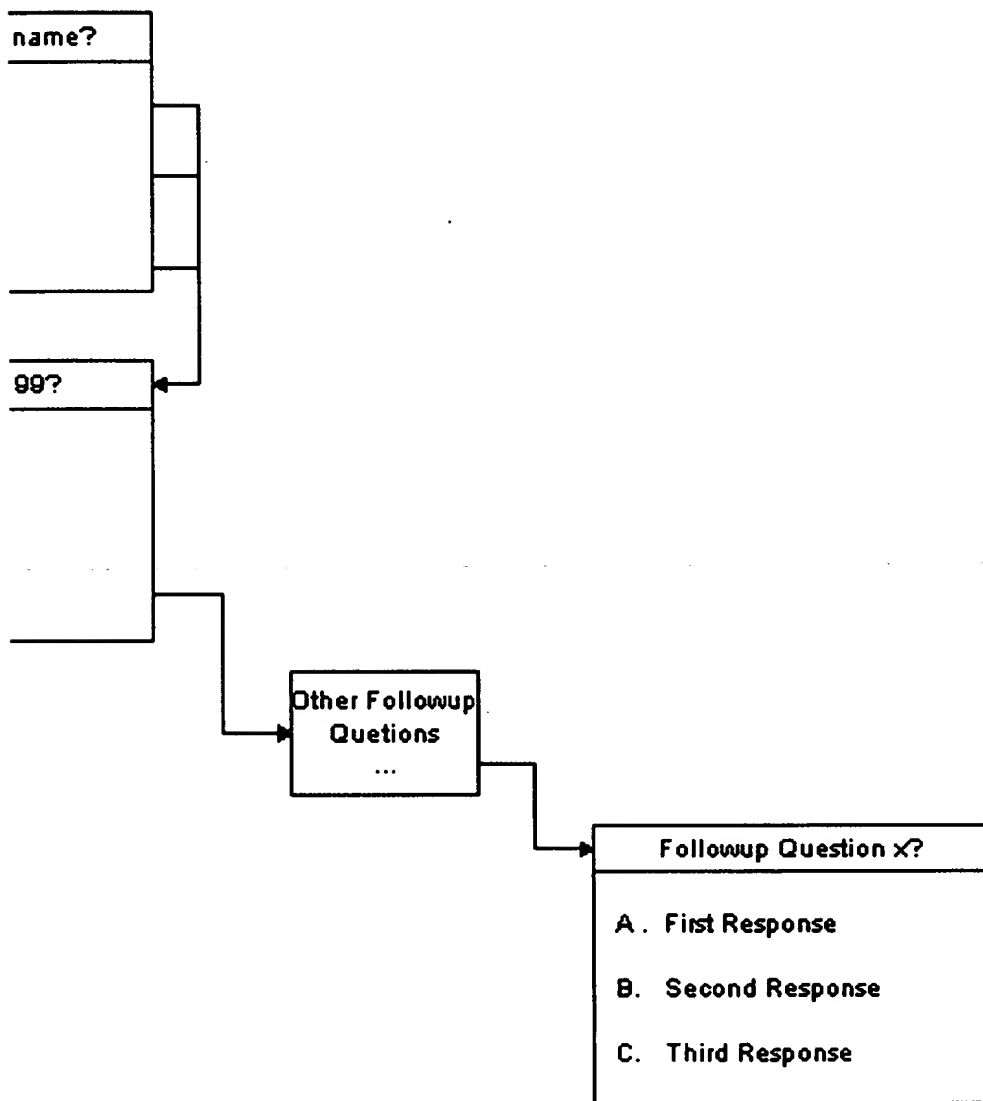 name?
99?
Other Followup
Quetions
...
Followup Question x?
A. First Response
B. Second Response
C. Third Response